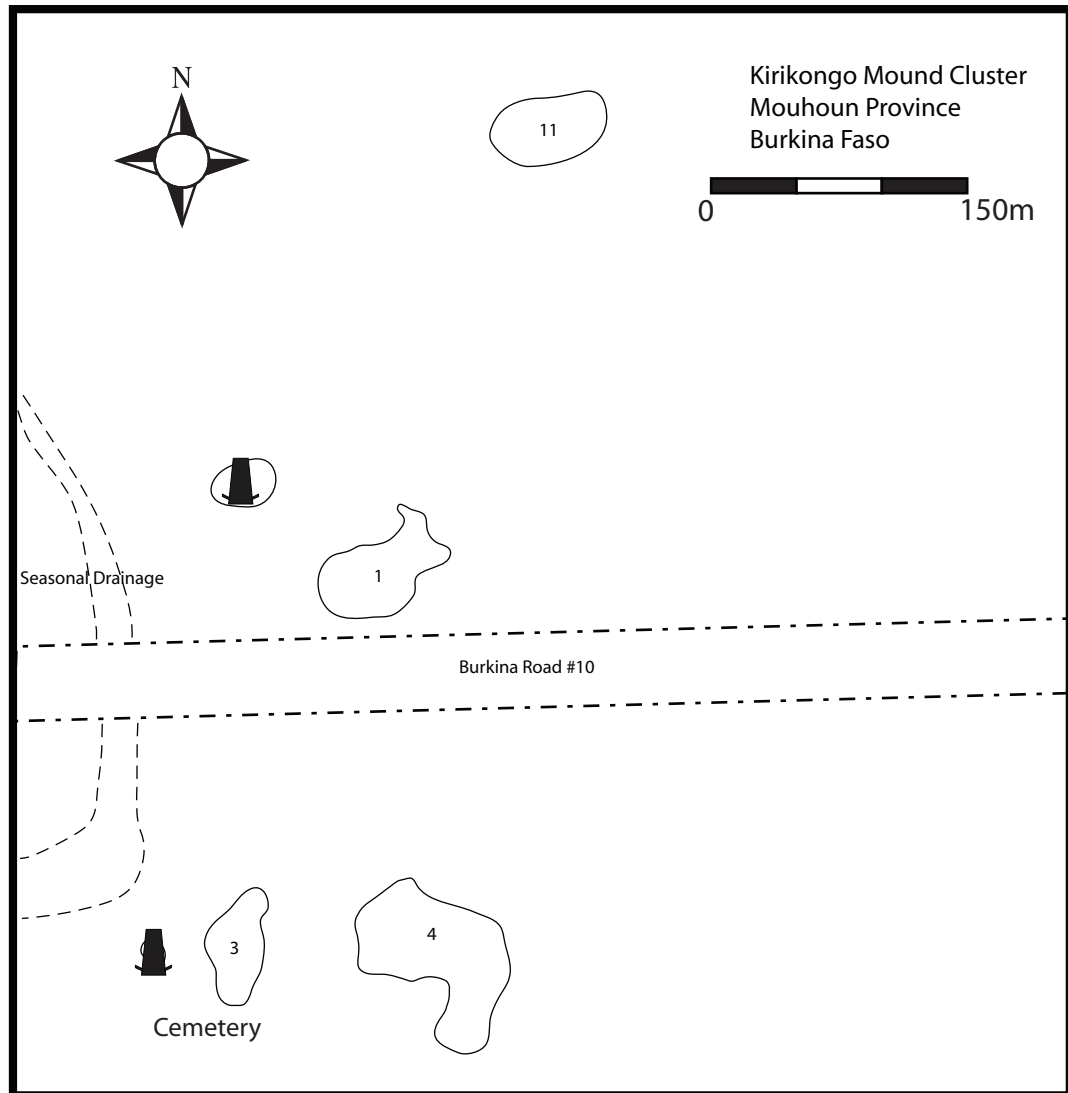 N
Kirikongo Mound Cluster
Mouhoun Province
Burkina Faso
0
150m
11
1
Seasonal Drainage
Burkina Road #10
3
4
Cemetery